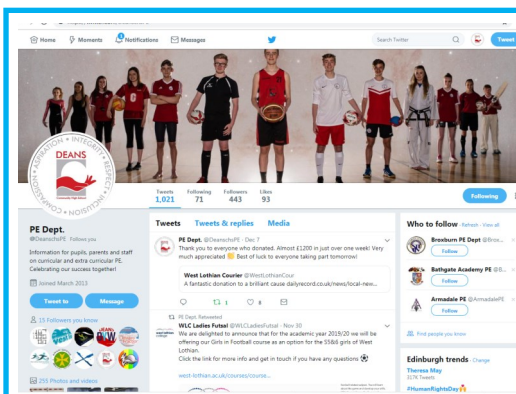 Home Moments Notifications Messages Search Twitter Tweet
DEANS
Community High School
COMPASSION • ASPIRATION • INTEGRITY • RESPECT • INCLUSION
Tweets Following Followers Likes
1,021 71 443 93
Following
PE Dept.
@DeanschsPE Follows you
Information for pupils, parents and staff
on curricular and extra curricular PE.
Celebrating our success together!
Joined March 2013
Tweet to Message
15 Followers you know
255 Photos and videos
Tweets Tweets & replies Media
PE Dept. @DeanschsPE · Dec 7
Thank you to everyone who donated. Almost £1200 in just over one week! Very
much appreciated Best of luck to everyone taking part tomorrow!
West Lothian Courier @WestLothianCour
A fantastic donation to a brilliant cause dailyrecord.co.uk/news/local-new…
1 8
PE Dept. Retweeted
WLC Ladies Futsal @WLCLadiesFutsal · Nov 30
We are delighted to announce that for the academic year 2019/20 we will be
offering our Girls in Football course as an option for the S5&6 girls of West
Lothian.
Click the link for more info and get in touch if you have any questions
west-lothian.ac.uk/courses/course…
Who to follow · Refresh · View all
Broxburn PE Dept @Brox…
Follow
Bathgate Academy PE @B…
Follow
Armadale PE @ArmadalePE
Follow
Find people you know
Edinburgh trends · Change
Theresa May
317K Tweets
#HumanRightsDay